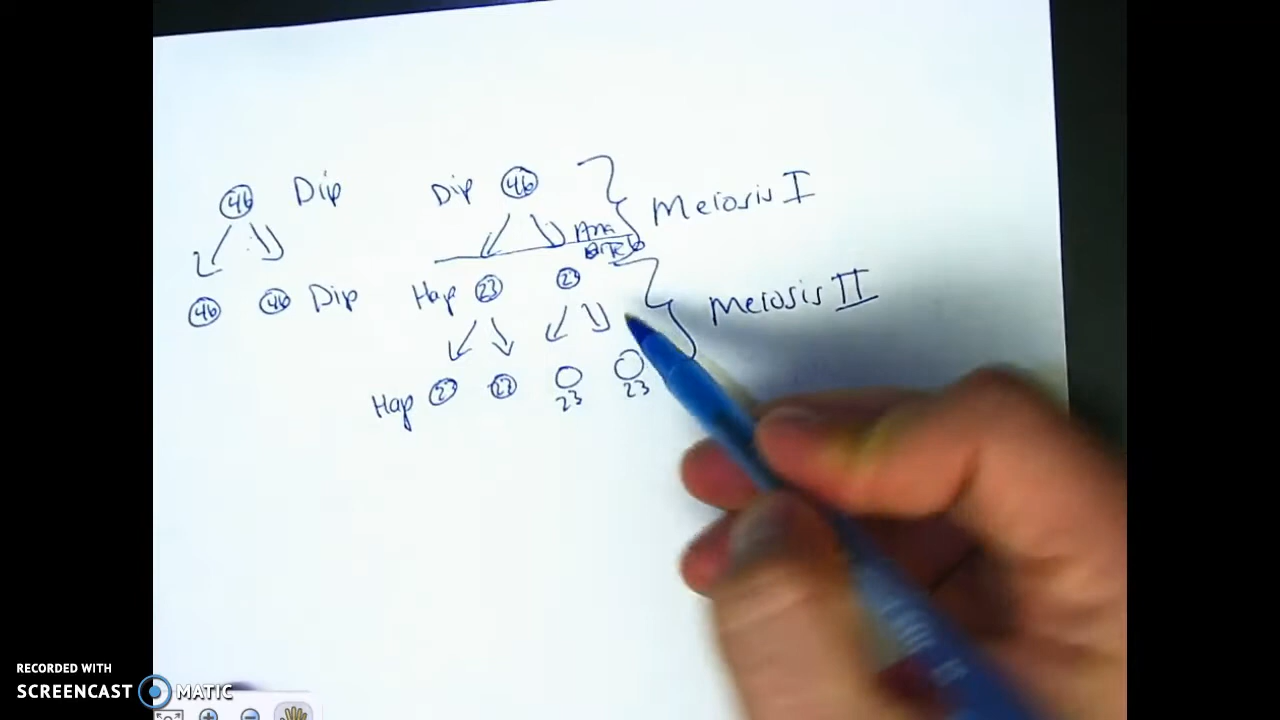 46 Dip
46 46 Dip
Dip 46
Meiosis I
Ana
Hap 23 23
Meiosis II
Hap 23 23 23 23
RECORDED WITH
SCREENCAST MATIC